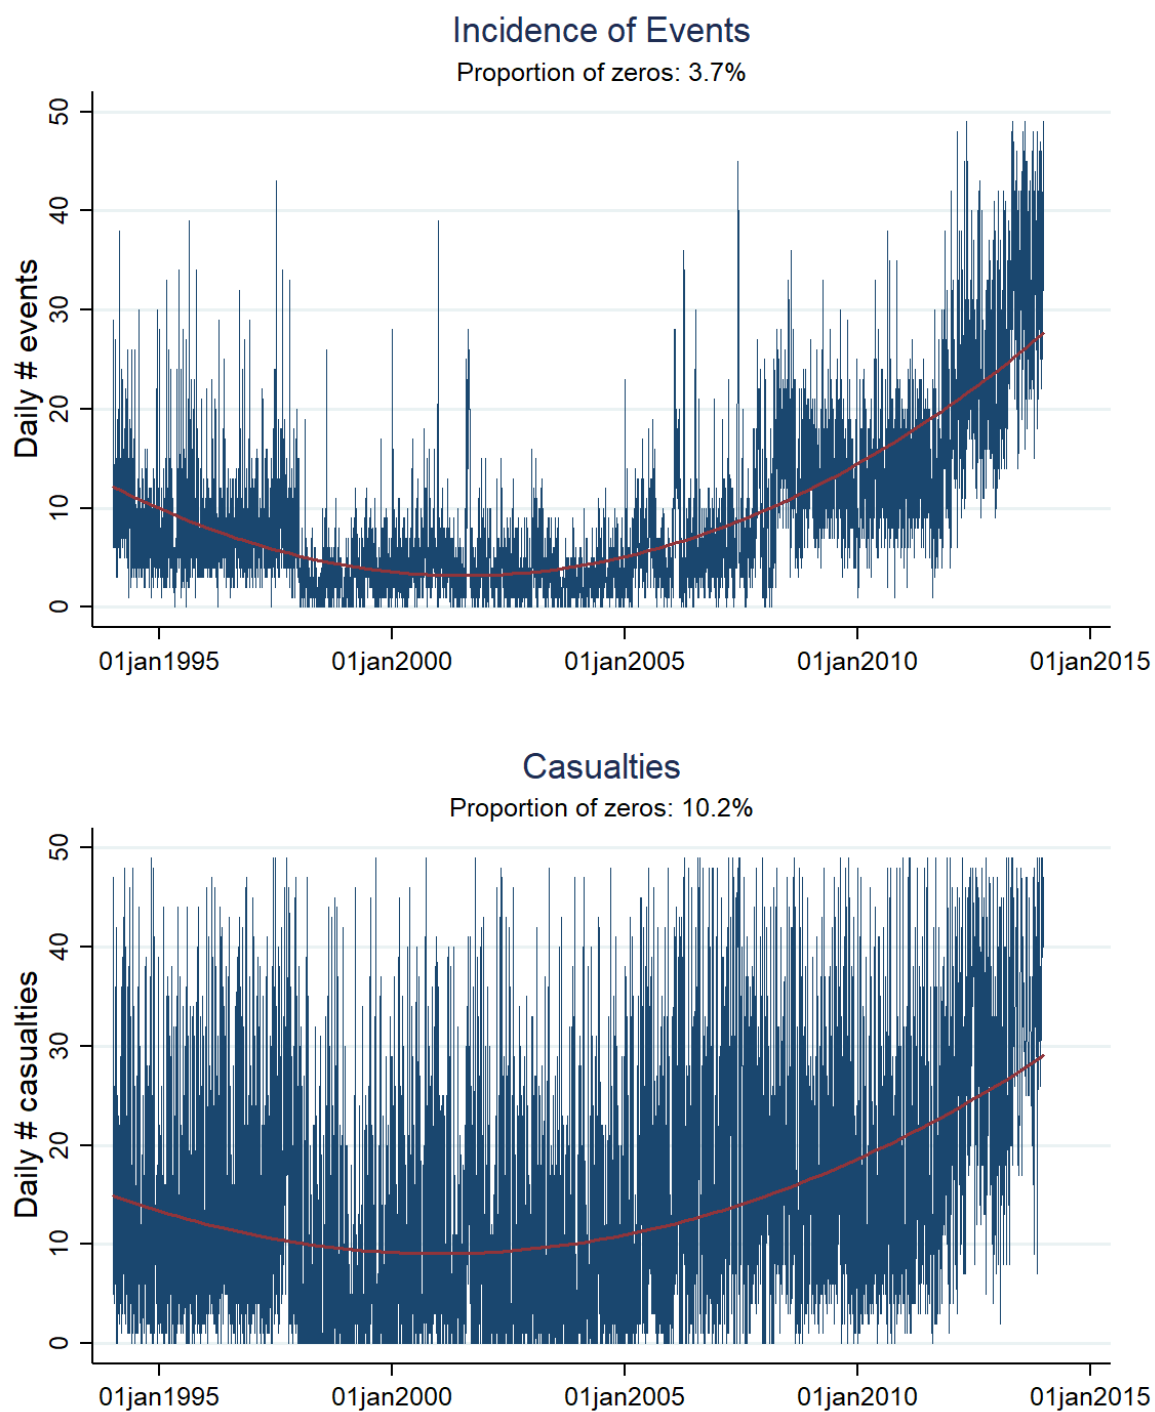 Incidence of Events
Proportion of zeros: 3.7%
Daily # events
50
40
30
20
10
0
01jan1995 01jan2000 01jan2005 01jan2010 01jan2015
Casualties
Proportion of zeros: 10.2%
Daily # casualties
50
40
30
20
10
0
01jan1995 01jan2000 01jan2005 01jan2010 01jan2015